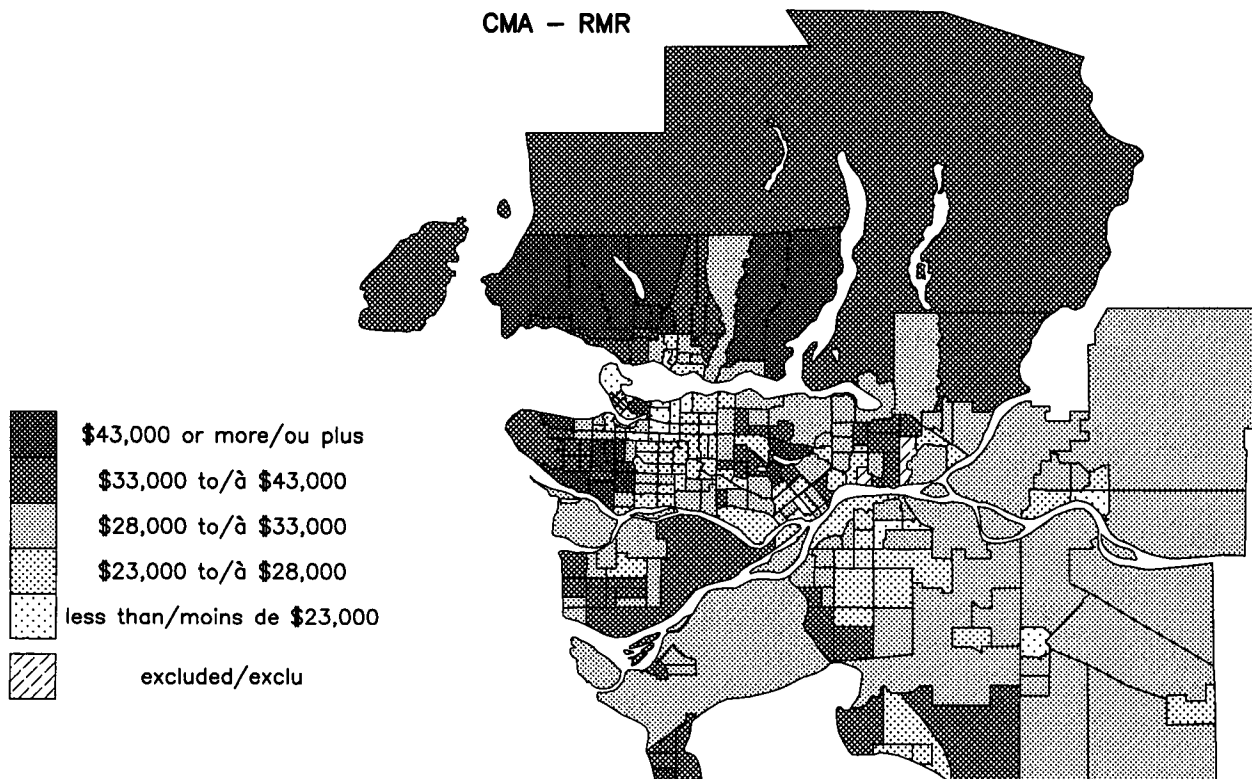 CMA – RMR
$43,000 or more/ou plus
$33,000 to/à $43,000
$28,000 to/à $33,000
$23,000 to/à $28,000
less than/moins de $23,000
excluded/exclu